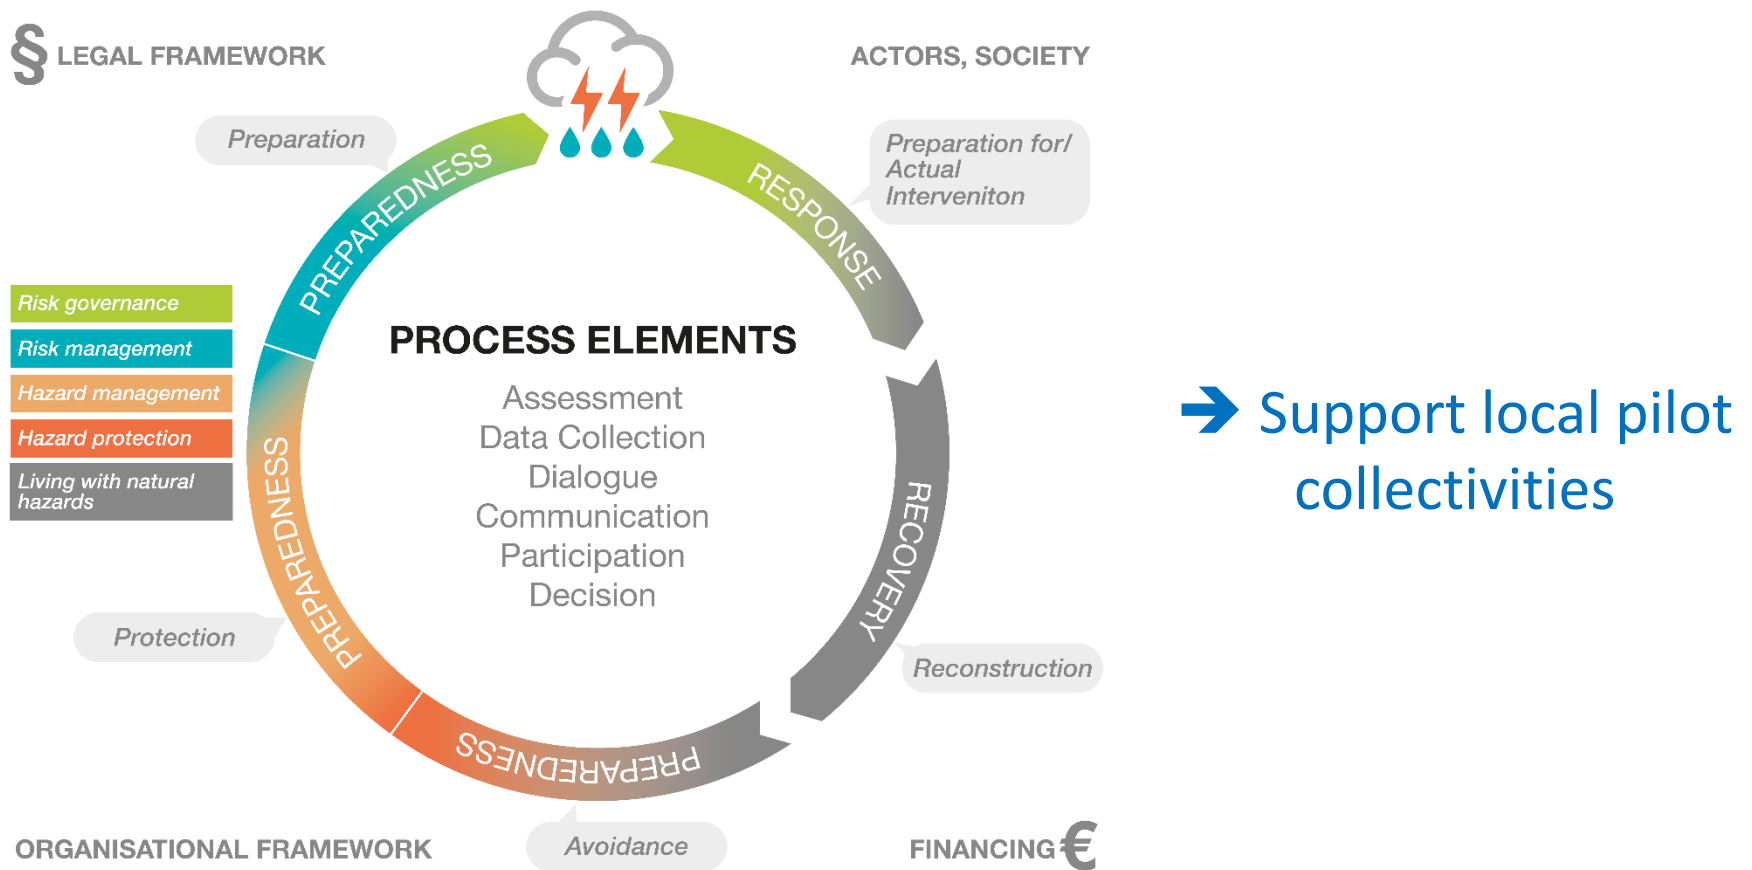 § LEGAL FRAMEWORK
ACTORS, SOCIETY
Preparation
Preparation for/
Actual
Interveniton
PREPAREDNESS
RESPONSE
Risk governance
Risk management
Hazard management
Hazard protection
Living with natural
hazards
PROCESS ELEMENTS
Assessment
Data Collection
Dialogue
Communication
Participation
Decision
➔ Support local pilot
collectivities
PREPAREDNESS
RECOVERY
Protection
Reconstruction
PREPAREDNESS
Avoidance
ORGANISATIONAL FRAMEWORK
FINANCING €